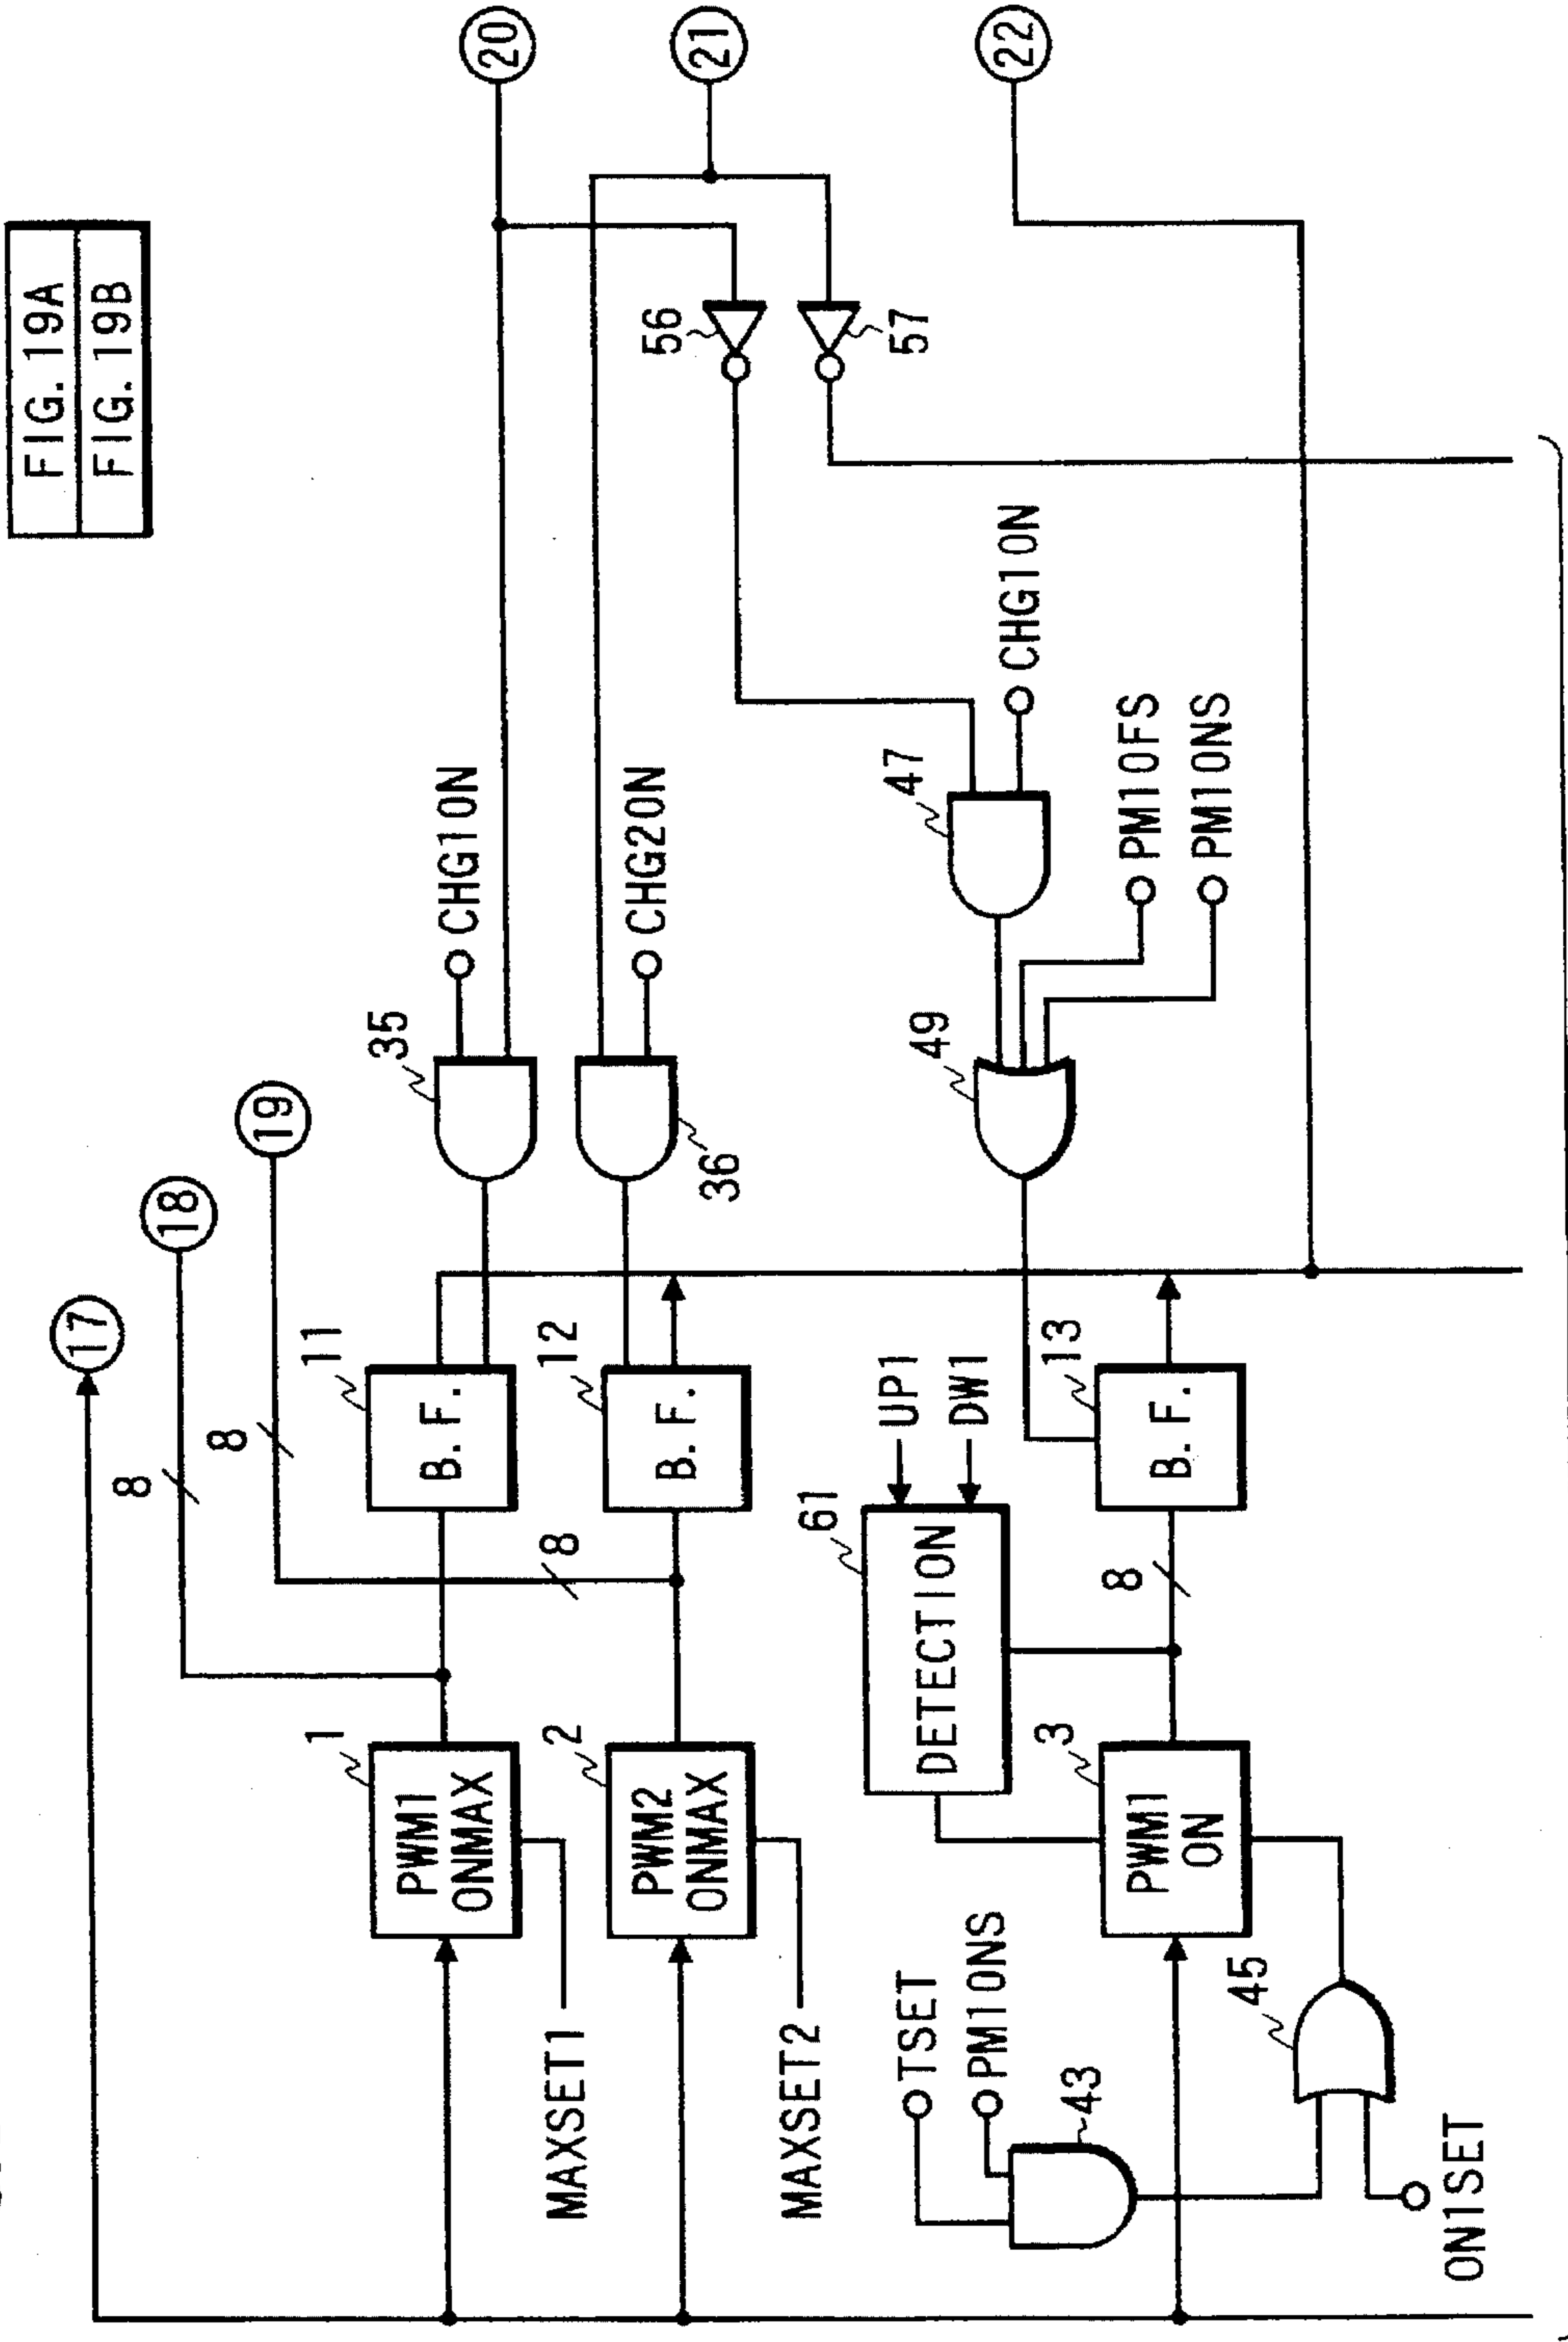 FIG. 19A
FIG. 19B
17
18
19
20
21
22
8
8
8
8
1
PWM1
ONMAX
MAXSET1
11
B. F.
35
CHG1ON
2
PWM2
ONMAX
MAXSET2
12
B. F.
36
CHG2ON
56
57
TSET
PM1ONS
43
45
ON1SET
61
DETECTION
UP1
DW1
3
PWM1
ON
13
B. F.
49
47
CHG1ON
PM1OFS
PM1ONS